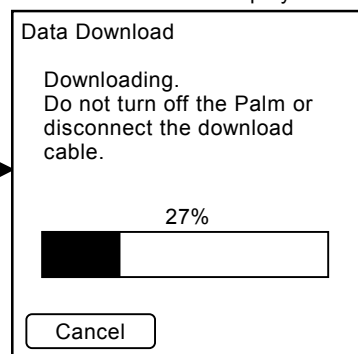 Data Download
Downloading.
Do not turn off the Palm or
disconnect the download
cable.
27%
Cancel